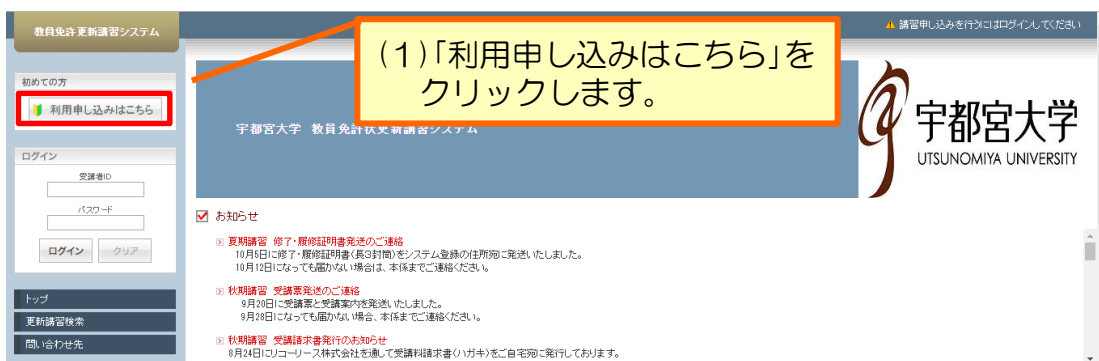 教員免許更新講習システム
⚠ 講習申し込みを行うにはログインしてください
(1)「利用申し込みはこちら」を
クリックします。
初めての方
利用申し込みはこちら
宇都宮大学 教員免許状更新講習システム
宇都宮大学
UTSUNOMIYA UNIVERSITY
ログイン
受講者ID
パスワード
ログイン クリア
トップ
更新講習検索
問い合わせ先
お知らせ
夏期講習 修了・履修証明書発送のご連絡
10月5日に修了・履修証明書(長3封筒)をシステム登録の住所宛に発送いたしました。
10月12日になっても届かない場合は、本係までご連絡ください。
秋期講習 受講票発送のご連絡
9月20日に受講票と受講案内を発送いたしました。
9月28日になっても届かない場合、本係までご連絡ください。
秋期講習 受講請求書発行のお知らせ
8月24日にリコーリース株式会社を通して受講料請求書(ハガキ)をご自宅宛に発行しております。